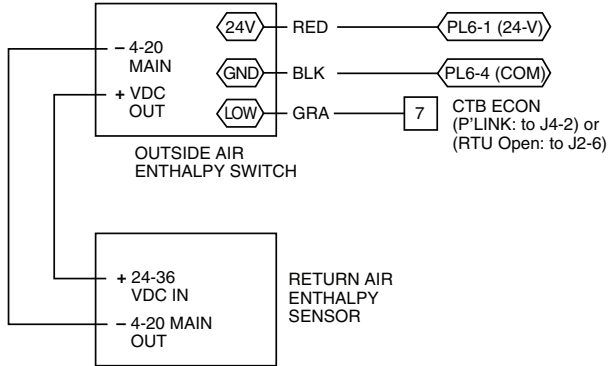 – 4-20
MAIN
+ VDC
OUT
24V RED PL6-1 (24-V)
GND BLK PL6-4 (COM)
LOW GRA 7 CTB ECON
(P'LINK: to J4-2) or
(RTU Open: to J2-6)
OUTSIDE AIR
ENTHALPY SWITCH
+ 24-36
VDC IN
– 4-20 MAIN
OUT
RETURN AIR
ENTHALPY
SENSOR